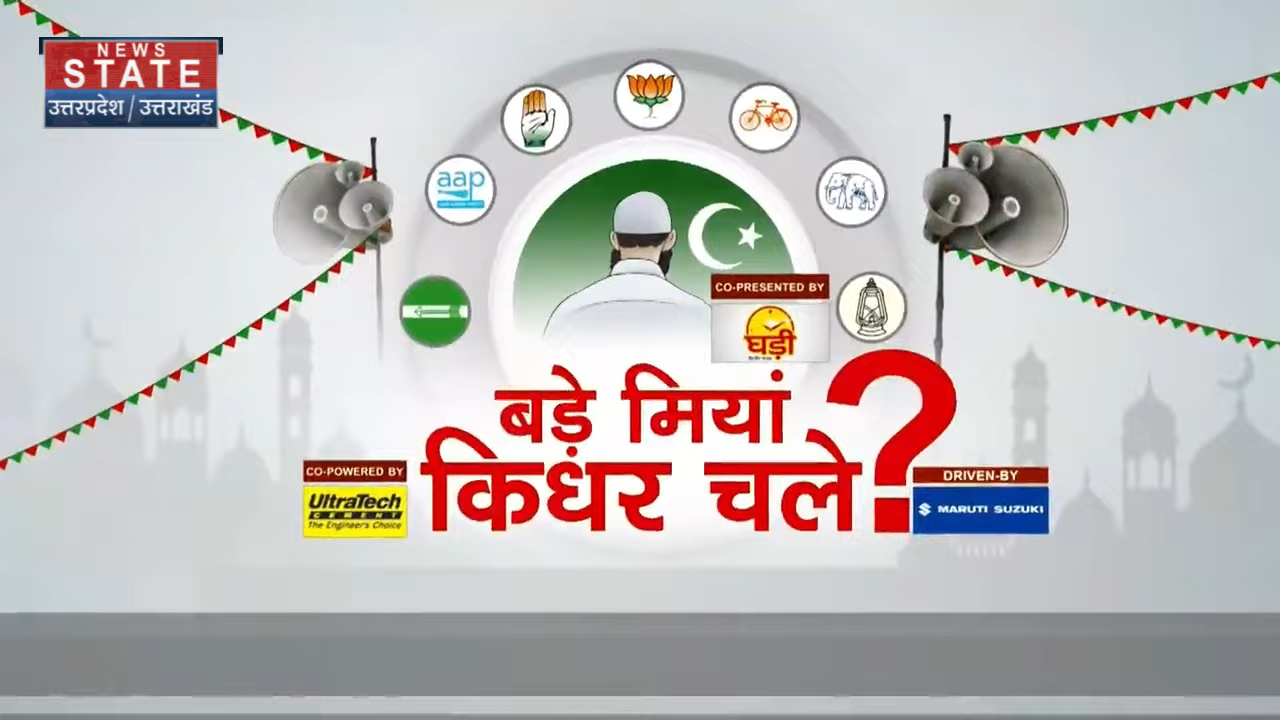 NEWS
STATE
उत्तरप्रदेश / उत्तराखंड
aap
CO-PRESENTED BY
घड़ी
बड़े मियां
किधर चले?
CO-POWERED BY
UltraTech
CEMENT
The Engineer's Choice
DRIVEN-BY
MARUTI SUZUKI